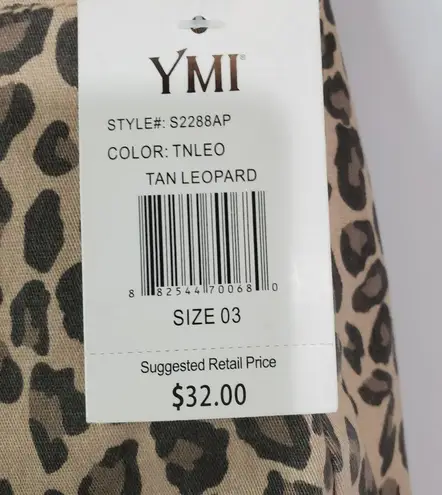 YMI®
STYLE#: S2288AP
COLOR: TNLEO
TAN LEOPARD
8 82544 70068 0
SIZE 03
Suggested Retail Price
$32.00